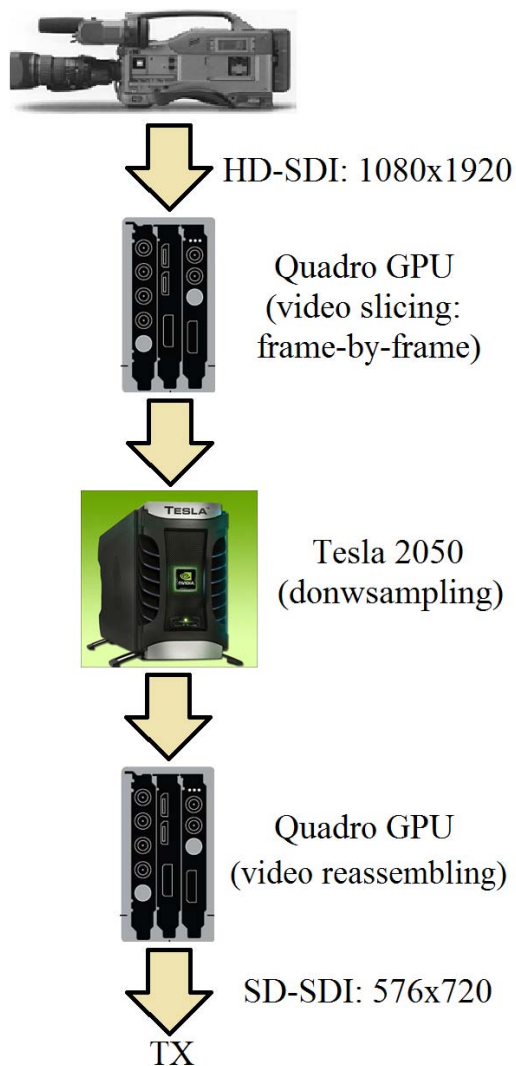 HD-SDI: 1080x1920
Quadro GPU
(video slicing:
frame-by-frame)
TESLA
NVIDIA
Tesla 2050
(donwsampling)
Quadro GPU
(video reassembling)
SD-SDI: 576x720
TX